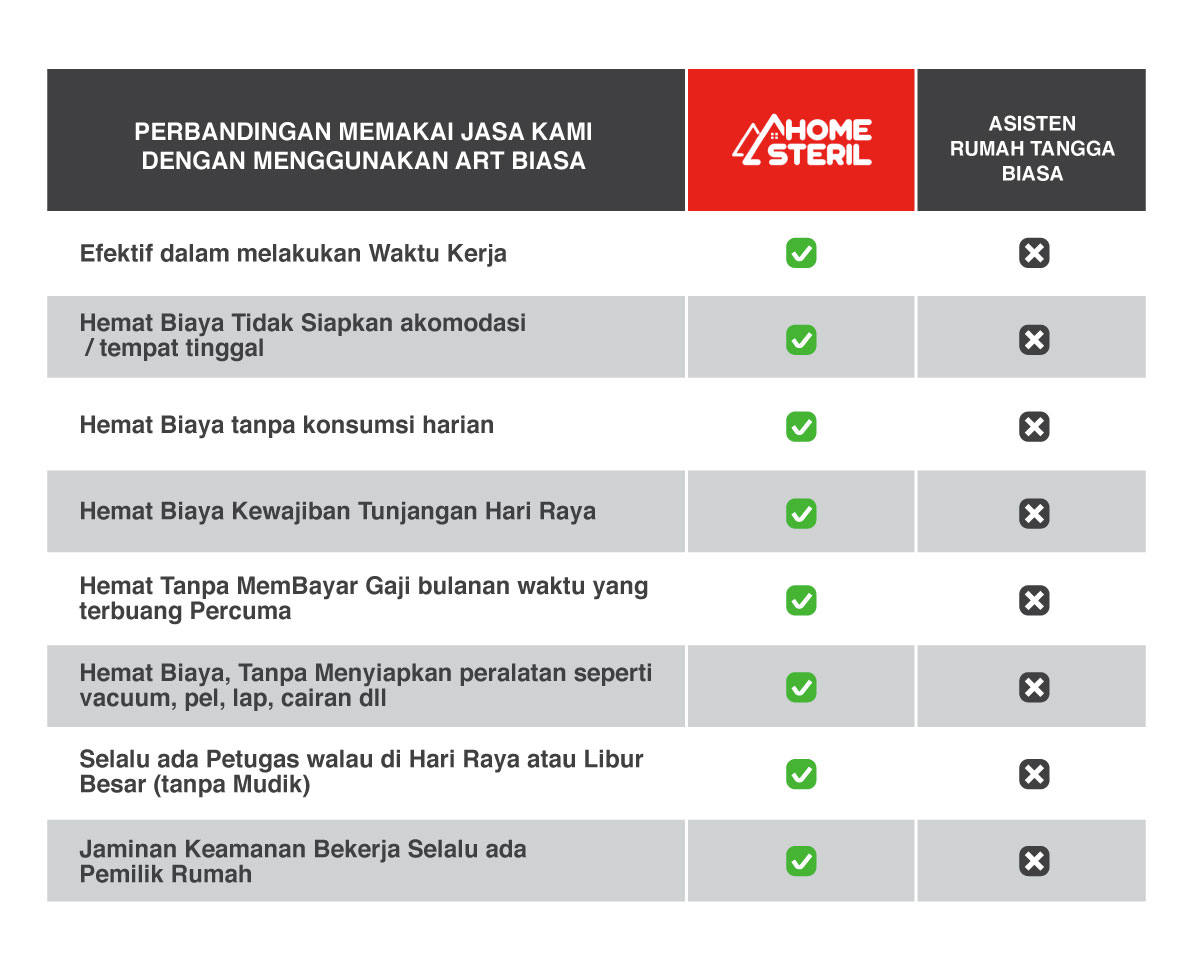 PERBANDINGAN MEMAKAI JASA KAMI
DENGAN MENGGUNAKAN ART BIASA
HOME
STERIL
ASISTEN
RUMAH TANGGA
BIASA
Efektif dalam melakukan Waktu Kerja
Hemat Biaya Tidak Siapkan akomodasi
/ tempat tinggal
Hemat Biaya tanpa konsumsi harian
Hemat Biaya Kewajiban Tunjangan Hari Raya
Hemat Tanpa MemBayar Gaji bulanan waktu yang
terbuang Percuma
Hemat Biaya, Tanpa Menyiapkan peralatan seperti
vacuum, pel, lap, cairan dll
Selalu ada Petugas walau di Hari Raya atau Libur
Besar (tanpa Mudik)
Jaminan Keamanan Bekerja Selalu ada
Pemilik Rumah